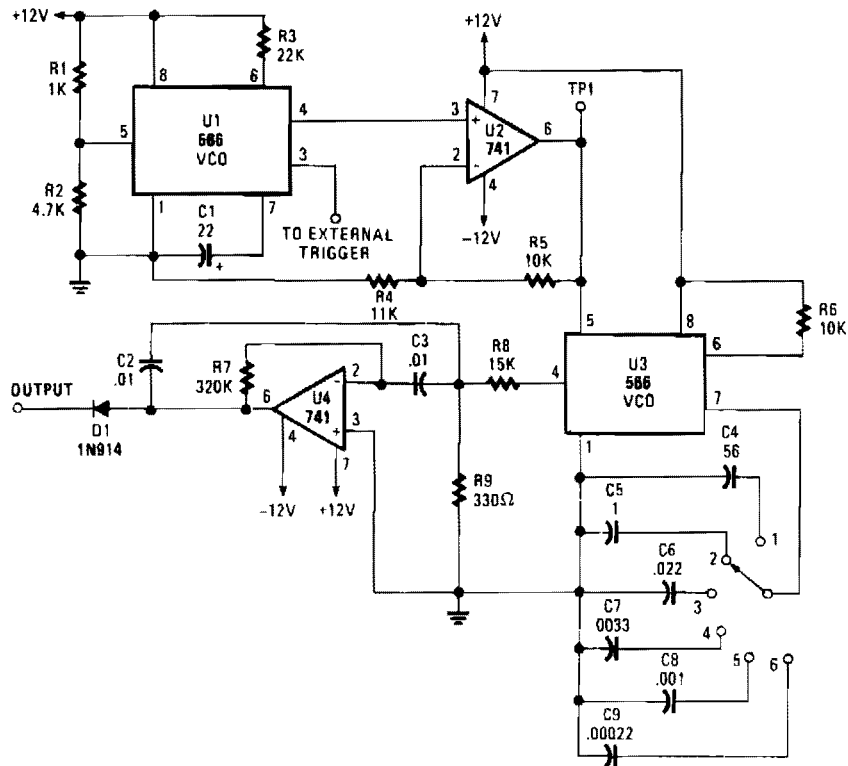 +12V
R1
1K
R2
4.7K
R3
22K
8
6
5
U1
566
VCO
4
3
1
7
C1
22
+
TO EXTERNAL
TRIGGER
+12V
7
3
+
U2
741
2
-
6
4
-12V
TP1
R4
11K
R5
10K
R6
10K
5
8
6
U3
566
VCO
4
7
1
C2
.01
R7
320K
C3
.01
R8
15K
OUTPUT
D1
1N914
6
U4
741
2
-
3
+
4
7
-12V
+12V
R9
330Ω
C4
56
1
C5
1
2
C6
.022
3
C7
0033
4
C8
.001
5
6
C9
.00022